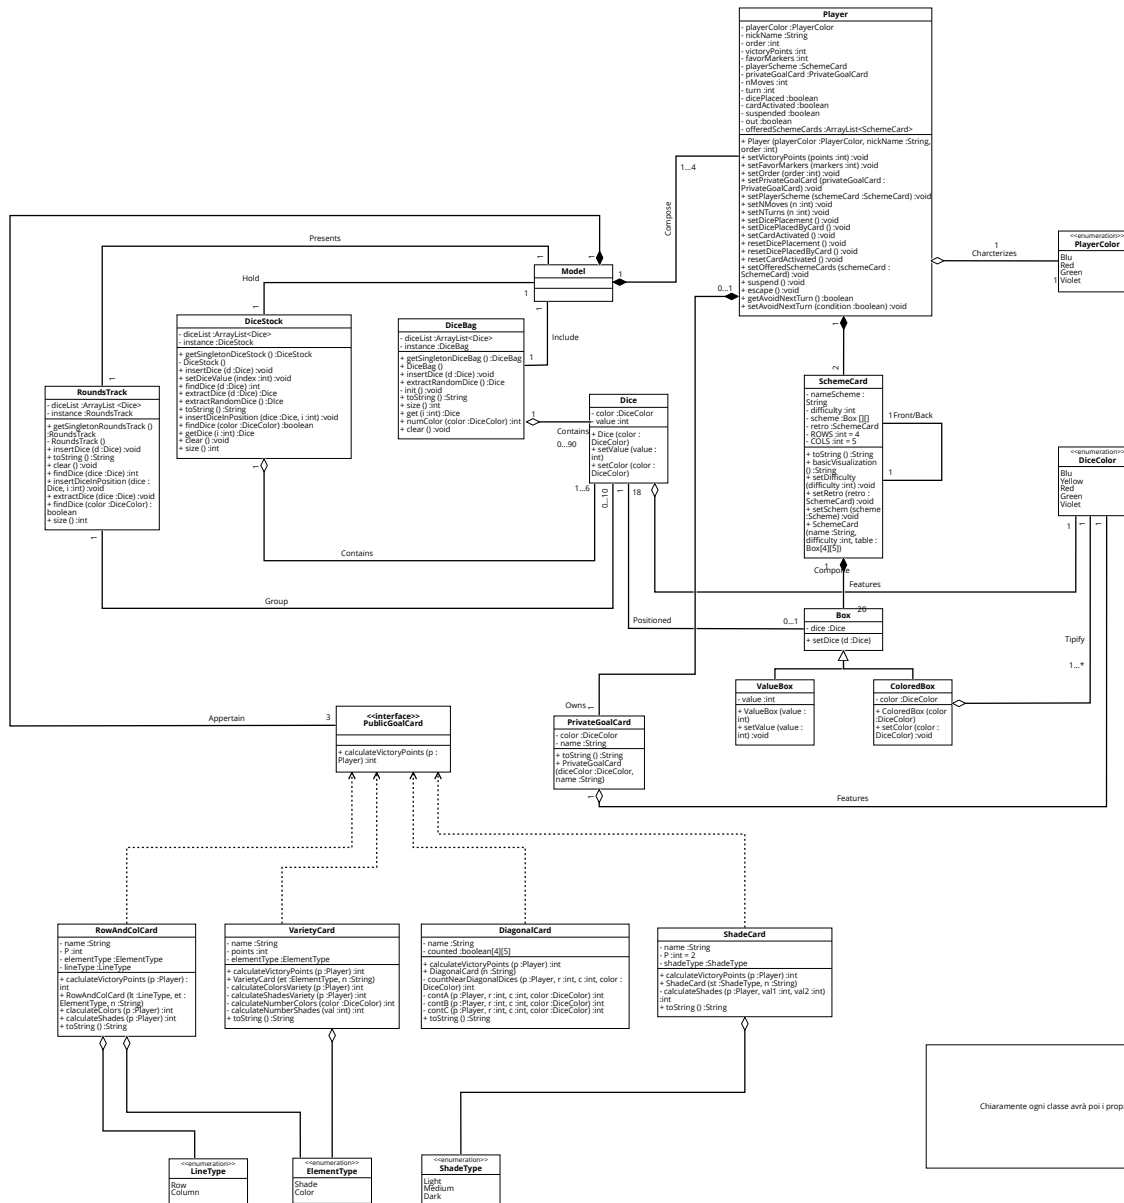 Player
- playerColor :PlayerColor
- nickName :String
- order :int
- victoryPoints :int
- favorMarkers :int
- playerScheme :SchemeCard
- privateGoalCard :PrivateGoalCard
- nMoves :int
- turn :int
- dicePlaced :boolean
- cardActivated :boolean
- suspended :boolean
- out :boolean
- offeredSchemeCards :ArrayList<SchemeCard>
+ Player (playerColor :PlayerColor, nickName :String,
order :int)
+ setVictoryPoints (points :int) :void
+ setFavorMarkers (markers :int) :void
+ setOrder (order :int) :void
+ setPrivateGoalCard (privateGoalCard :
PrivateGoalCard) :void
+ setPlayerScheme (schemeCard :SchemeCard) :void
+ setNMoves (n :int) :void
+ setNTurns (n :int) :void
+ setDicePlacement () :void
+ setDicePlacedByCard () :void
+ setCardActivated () :void
+ resetDicePlacement () :void
+ resetDicePlacedByCard () :void
+ resetCardActivated () :void
+ setOfferedSchemeCards (schemeCard :
SchemeCard) :void
+ suspend () :void
+ escape () :void
+ getAvoidNextTurn () :boolean
+ setAvoidNextTurn (condition :boolean) :void
1...4
Compose
1
Charcterizes
1
<<enumeration>>
PlayerColor
Blu
Red
Green
Violet
Presents
1
1
Model
1
1
1
Hold
1
0...1
Include
1
DiceStock
- diceList :ArrayList<Dice>
- instance :DiceStock
+ getSingletonDiceStock () :DiceStock
- DiceStock ()
+ insertDice (d :Dice) :void
+ setDiceValue (index :int) :void
+ findDice (d :Dice) :int
+ extractDice (d :Dice) :Dice
+ extractRandomDice () :DIce
+ toString () :String
+ insertDiceInPosition (dice :Dice, i :int) :void
+ findDice (color :DiceColor) :boolean
+ getDice (i :int) :Dice
+ clear () :void
+ size () :int
1
DiceBag
- diceList :ArrayList<Dice>
- instance :DiceBag
+ getSingletonDiceBag () :DiceBag
+ DiceBag ()
+ insertDice (d :Dice) :void
+ extractRandomDice () :Dice
- init () :void
+ toString () :String
+ size () :int
+ get (i :int) :Dice
+ numColor (color :DiceColor) :int
+ clear () :void
1
Contains
0...90
1
RoundsTrack
- diceList :ArrayList <Dice>
- instance :RoundsTrack
+ getSingletonRoundsTrack ()
:RoundsTrack
- RoundsTrack ()
+ insertDice (d :Dice) :void
+ toString () :String
+ clear () :void
+ findDice (dice :Dice) :int
+ insertDiceInPosition (dice :
Dice, i :int) :void
+ extractDice (dice :Dice) :void
+ findDice (color :DiceColor) :
boolean
+ size () :int
1
Dice
- color :DiceColor
- value :int
+ Dice (color :
DiceColor)
+ setValue (value :
int)
+ setColor (color :
DiceColor)
1...6
0...10
1
18
1
2
SchemeCard
- nameScheme :
String
- difficulty :int
- scheme :Box [][]
- retro :SchemeCard
- ROWS :int = 4
- COLS :int = 5
+ toString () :String
+ basicVisualization
() :String
+ setDifficulty
(difficulty :int) :void
+ setRetro (retro :
SchemeCard) :void
+ setSchem (scheme
:Scheme) :void
+ SchemeCard
(name :String,
difficulty :int, table :
Box[4][5])
1 Front/Back
1
<<enumeration>>
DiceColor
Blu
Yellow
Red
Green
Violet
1
1
1
Contains
Group
1
Compone
Features
20
Positioned
0...1
Box
- dice :Dice
+ setDice (d :Dice)
Tipify
1...*
ValueBox
- value :int
+ ValueBox (value :
int)
+ setValue (value :
int) :void
ColoredBox
- color :DiceColor
+ ColoredBox (color
:DiceColor)
+ setColor (color :
DiceColor) :void
Appertain
3
<<interface>>
PublicGoalCard
+ calculateVictoryPoints (p :
Player) :int
Owns
1
PrivateGoalCard
- color :DiceColor
- name :String
+ toString () :String
+ PrivateGoalCard
(diceColor :DiceColor,
name :String)
1
Features
RowAndColCard
- name :String
- P :int
- elementType :ElementType
- lineType :LineType
+ caclulateVictoryPoints (p :Player) :
int
+ RowAndColCard (lt :LineType, et :
ElementType, n :String)
+ claculateColors (p :Player) :int
+ calculateShades (p :Player) :int
+ toString () :String
VarietyCard
- name :String
- points :int
- elementType :ElementType
+ calculateVictoryPoints (p :Player) :int
+ VarietyCard (et :ElementType, n :String)
- calculateColorsVariety (p :Player) :int
- calculateShadesVariety (p :Player) :int
- calculateNumberColors (color :DiceColor) :int
- calculateNumberShades (val :int) :int
+ toString () :String
DiagonalCard
- name :String
- counted :boolean[4][5]
+ calculateVictoryPoints (p :Player) :int
+ DiagonalCard (n :String)
- countNearDiagonalDices (p :Player, r :int, c :int, color :
DiceColor) :int
- contA (p :Player, r :int, c :int, color :DiceColor) :int
- contB (p :Player, r :int, c :int, color :DiceColor) :int
- contC (p :Player, r :int, c :int, color :DiceColor) :int
+ toString () :String
ShadeCard
- name :String
- P :int = 2
- shadeType :ShadeType
+ calculateVictoryPoints (p :Player) :int
+ ShadeCard (st :ShadeType, n :String)
- calculateShades (p :Player, val1 :int, val2 :int)
:int
+ toString () :String
<<enumeration>>
LineType
Row
Column
<<enumeration>>
ElementType
Shade
Color
<<enumeration>>
ShadeType
Light
Medium
Dark
Chiaramente ogni classe avrà poi i propr